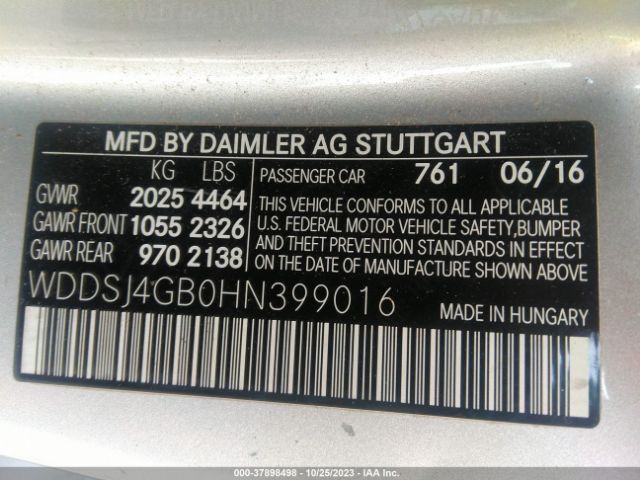 MFD BY DAIMLER AG STUTTGART
KG LBS
GVWR 2025 4464
GAWR FRONT 1055 2326
GAWR REAR 970 2138
PASSENGER CAR 761 06/16
THIS VEHICLE CONFORMS TO ALL APPLICABLE
U.S. FEDERAL MOTOR VEHICLE SAFETY,BUMPER
AND THEFT PREVENTION STANDARDS IN EFFECT
ON THE DATE OF MANUFACTURE SHOWN ABOVE
WDDSJ4GB0HN399016
MADE IN HUNGARY
000-37898498 - 10/25/2023 - IAA Inc.